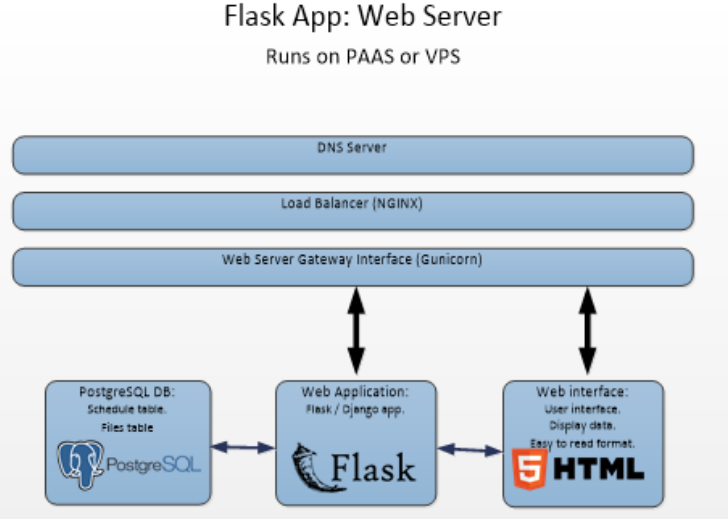 Flask App: Web Server
Runs on PAAS or VPS
DNS Server
Load Balancer (NGINX)
Web Server Gateway Interface (Gunicorn)
PostgreSQL DB:
Schedule table.
Files table
PostgreSQL
Web Application:
Flask / Django app.
Flask
Web interface:
User interface.
Display data.
Easy to read format.
5 HTML